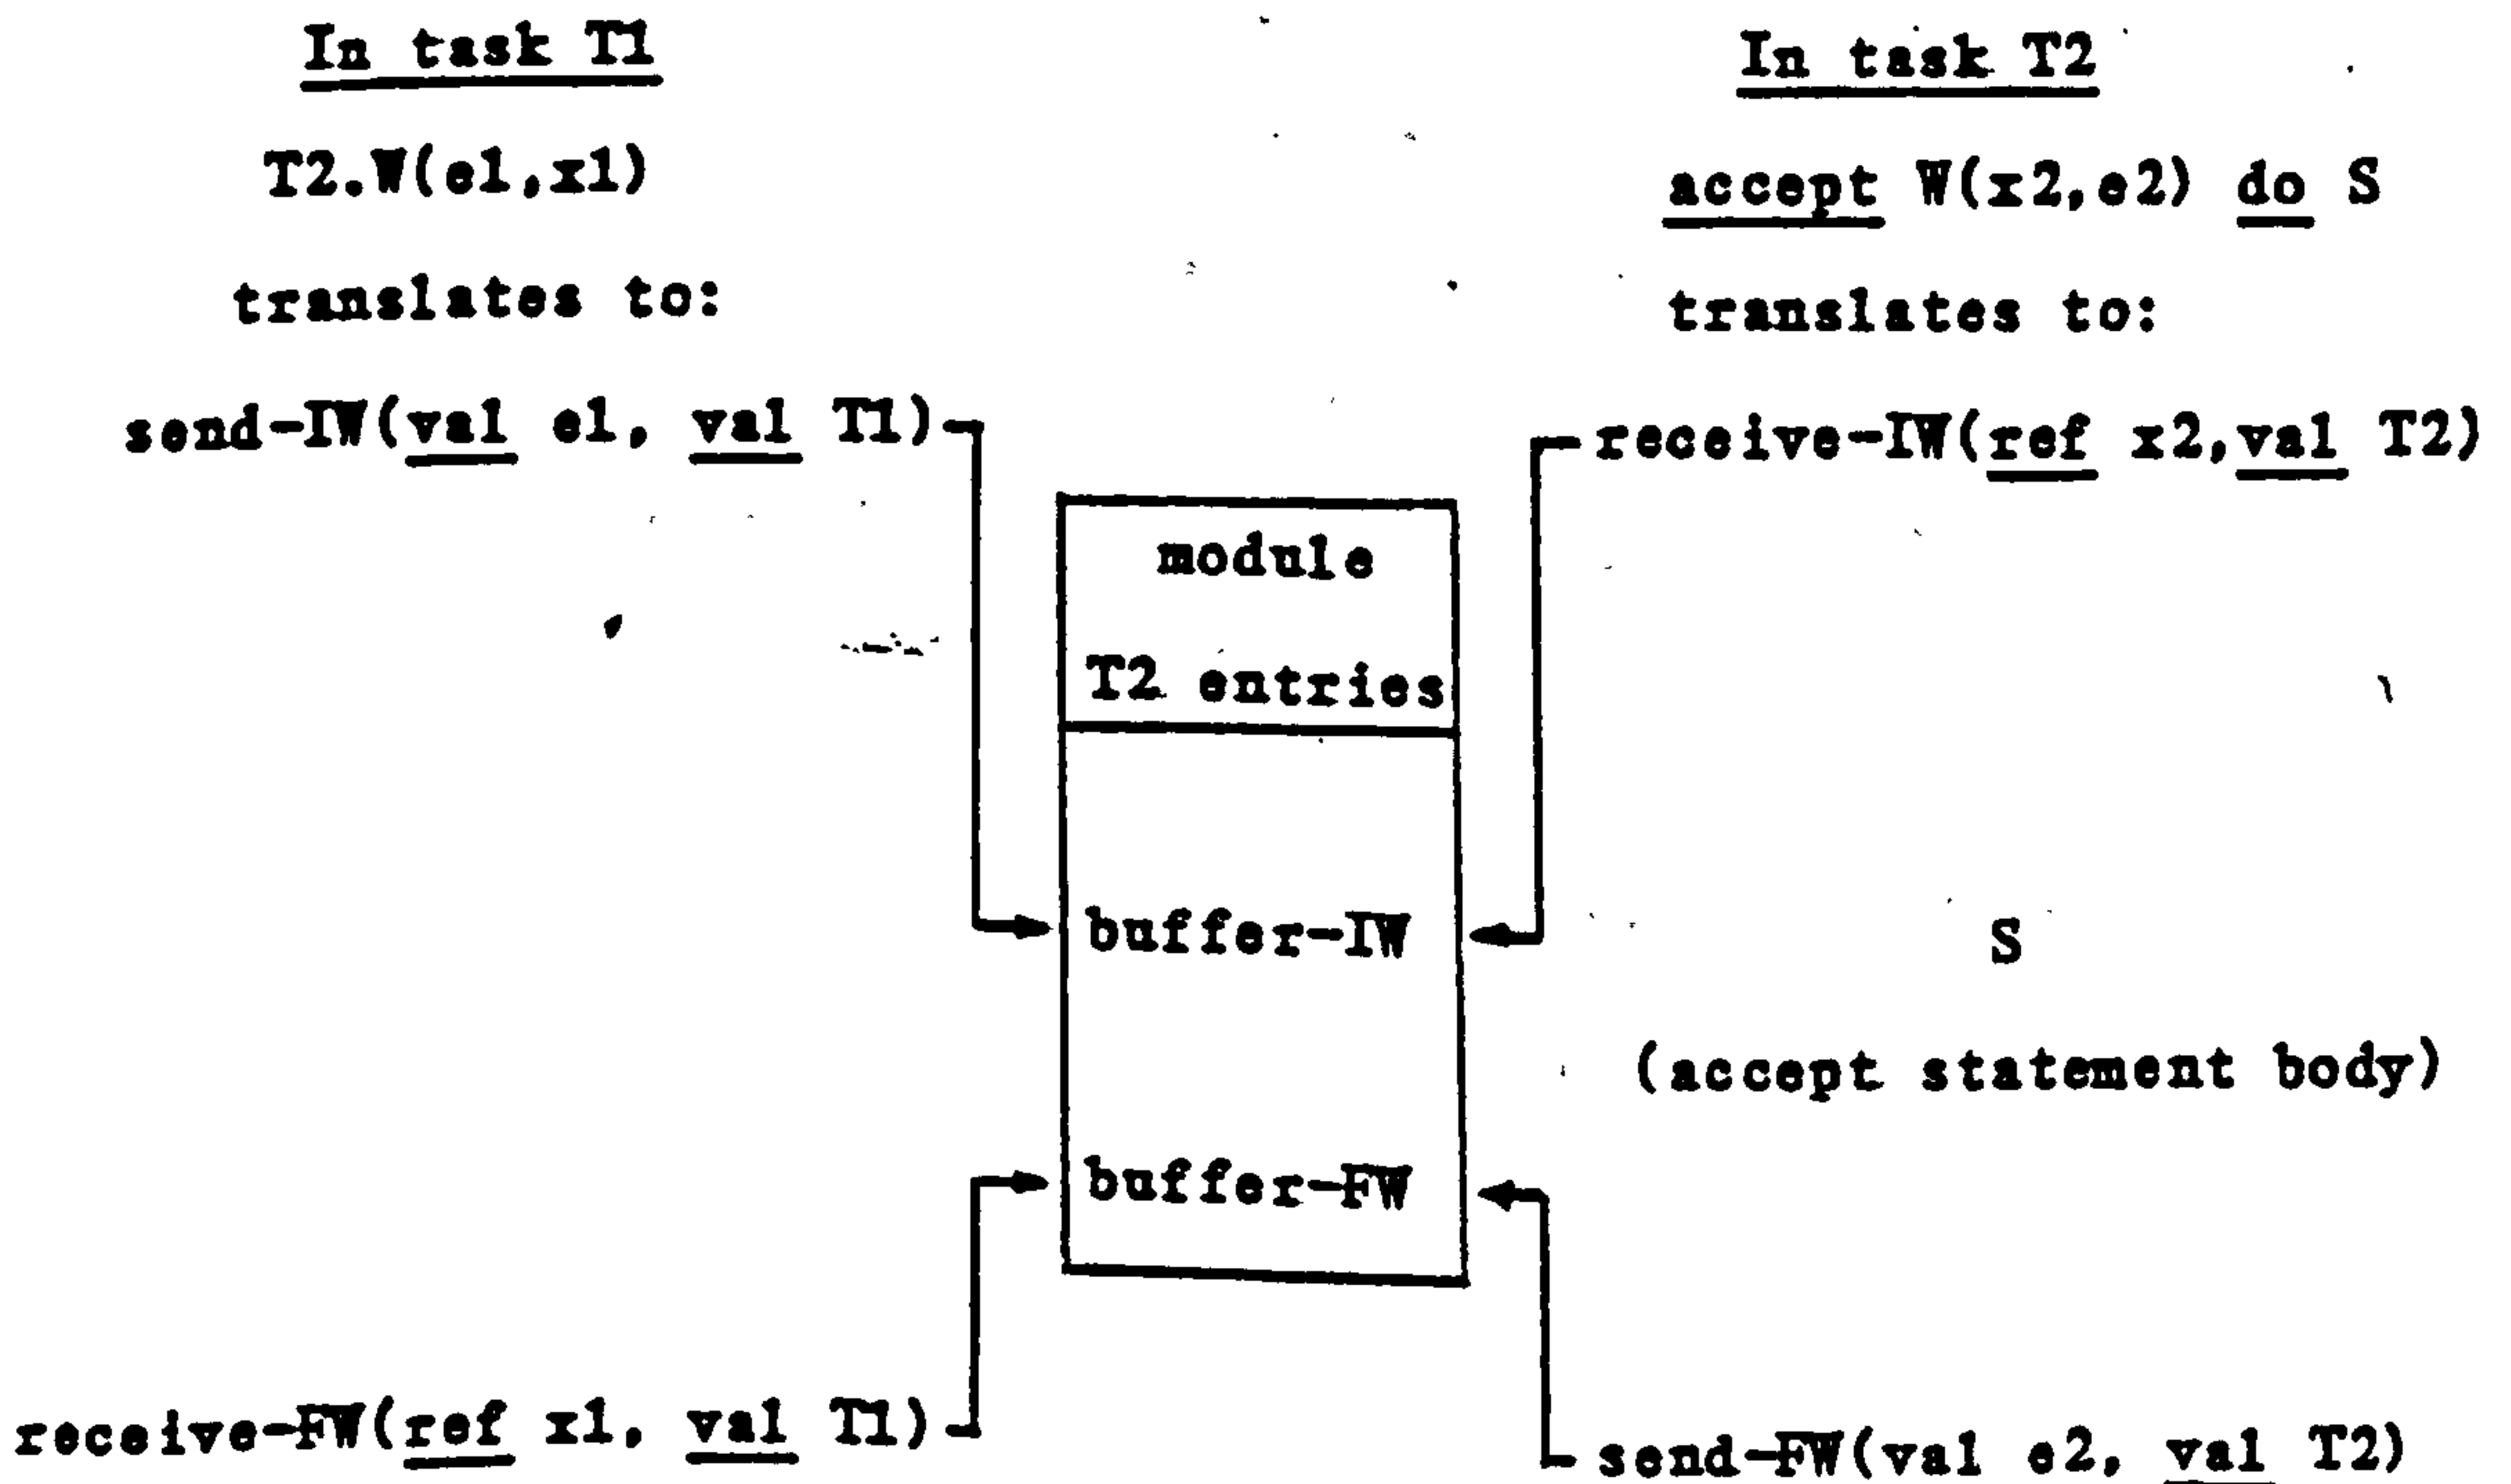 In task T1
T2.W(e1,x1)
translates to:
send-IW(val e1, val T1)
receive-FW(ref x1, val T1)
module
T2 entries
buffer-IW
buffer-FW
In task T2
accept W(x2,e2) do S
translates to:
receive-IW(ref x2,val T2)
S
(accept statement body)
send-FW(val e2, val T2)